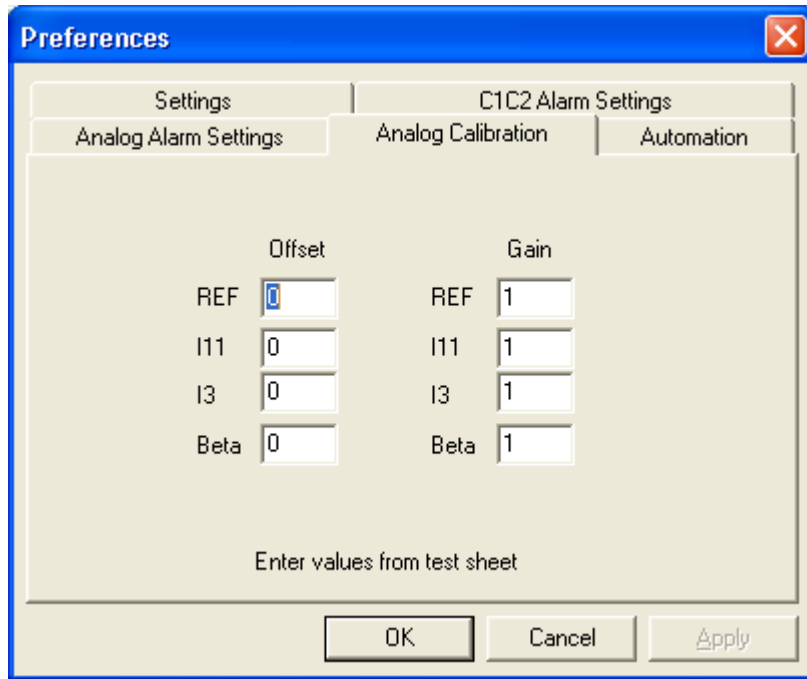 Preferences
Settings C1C2 Alarm Settings
Analog Alarm Settings Analog Calibration Automation
Offset Gain
REF 0 REF 1
I11 0 I11 1
I3 0 I3 1
Beta 0 Beta 1
Enter values from test sheet
OK Cancel Apply